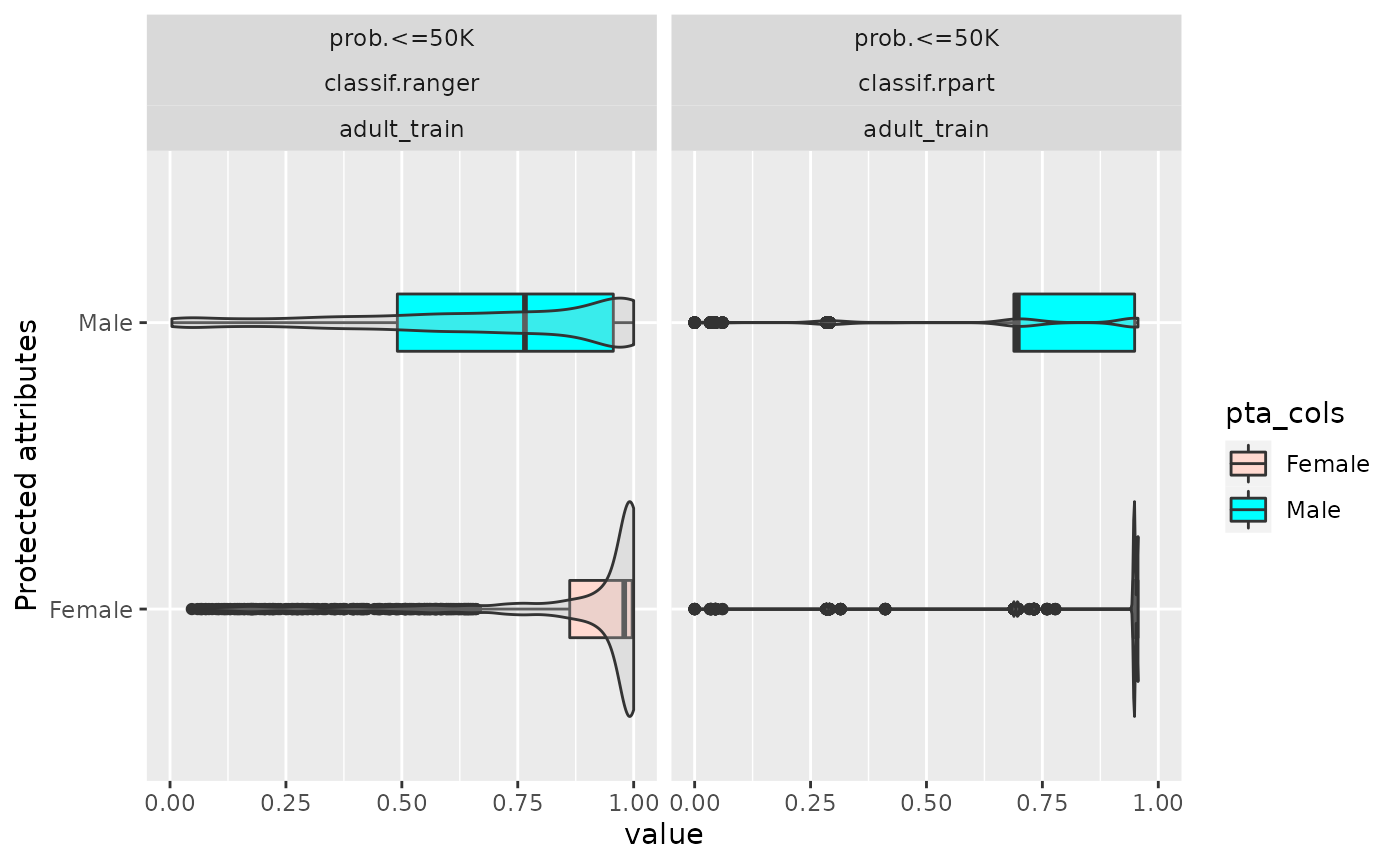 prob.<=50K
classif.ranger
adult_train
prob.<=50K
classif.rpart
adult_train
Protected attributes
Male
Female
0.00 0.25 0.50 0.75 1.00
0.00 0.25 0.50 0.75 1.00
value
pta_cols
Female
Male